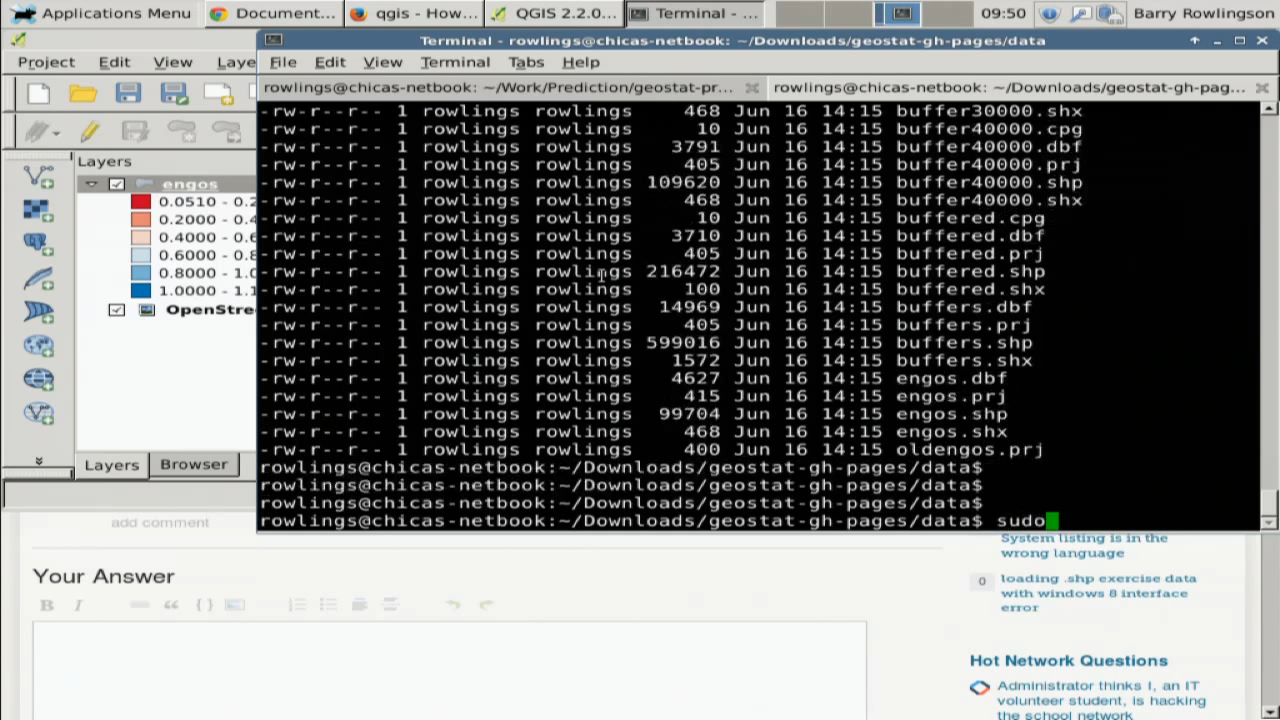 Applications Menu Document... qgis - How... QGIS 2.2.0... Terminal - ... 09:50 Barry Rowlingson
Terminal - rowlings@chicas-netbook: ~/Downloads/geostat-gh-pages/data
Project Edit View Laye
File Edit View Terminal Tabs Help
rowlings@chicas-netbook: ~/Work/Prediction/geostat-pr... rowlings@chicas-netbook: ~/Downloads/geostat-gh-pag...
-rw-r--r-- 1 rowlings rowlings 468 Jun 16 14:15 buffer30000.shx
-rw-r--r-- 1 rowlings rowlings 10 Jun 16 14:15 buffer40000.cpg
-rw-r--r-- 1 rowlings rowlings 3791 Jun 16 14:15 buffer40000.dbf
-rw-r--r-- 1 rowlings rowlings 405 Jun 16 14:15 buffer40000.prj
-rw-r--r-- 1 rowlings rowlings 109620 Jun 16 14:15 buffer40000.shp
-rw-r--r-- 1 rowlings rowlings 468 Jun 16 14:15 buffer40000.shx
-rw-r--r-- 1 rowlings rowlings 10 Jun 16 14:15 buffered.cpg
-rw-r--r-- 1 rowlings rowlings 3710 Jun 16 14:15 buffered.dbf
-rw-r--r-- 1 rowlings rowlings 405 Jun 16 14:15 buffered.prj
-rw-r--r-- 1 rowlings rowlings 216472 Jun 16 14:15 buffered.shp
-rw-r--r-- 1 rowlings rowlings 100 Jun 16 14:15 buffered.shx
-rw-r--r-- 1 rowlings rowlings 14969 Jun 16 14:15 buffers.dbf
-rw-r--r-- 1 rowlings rowlings 405 Jun 16 14:15 buffers.prj
-rw-r--r-- 1 rowlings rowlings 599016 Jun 16 14:15 buffers.shp
-rw-r--r-- 1 rowlings rowlings 1572 Jun 16 14:15 buffers.shx
-rw-r--r-- 1 rowlings rowlings 4627 Jun 16 14:15 engos.dbf
-rw-r--r-- 1 rowlings rowlings 415 Jun 16 14:15 engos.prj
-rw-r--r-- 1 rowlings rowlings 99704 Jun 16 14:15 engos.shp
-rw-r--r-- 1 rowlings rowlings 468 Jun 16 14:15 engos.shx
-rw-r--r-- 1 rowlings rowlings 400 Jun 16 14:15 oldengos.prj
rowlings@chicas-netbook:~/Downloads/geostat-gh-pages/data$
rowlings@chicas-netbook:~/Downloads/geostat-gh-pages/data$
rowlings@chicas-netbook:~/Downloads/geostat-gh-pages/data$
rowlings@chicas-netbook:~/Downloads/geostat-gh-pages/data$ sudo
Layers
engos
0.0510 - 0.2
0.2000 - 0.4
0.4000 - 0.6
0.6000 - 0.8
0.8000 - 1.0
1.0000 - 1.1
OpenStre
Layers Browser
add comment
Your Answer
B I
System listing is in the
wrong language
0 loading .shp exercise data
with windows 8 interface
error
Hot Network Questions
Administrator thinks I, an IT
volunteer student, is hacking
the school network